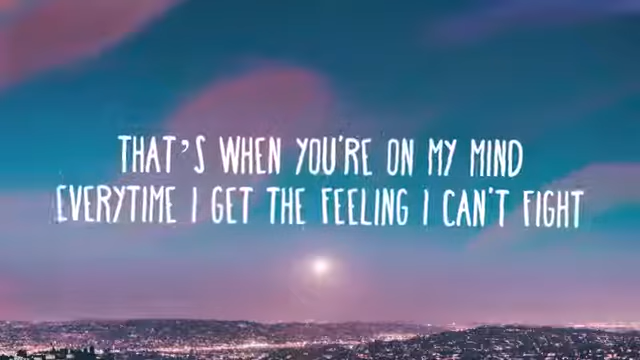 THAT'S WHEN YOU'RE ON MY MIND
EVERYTIME I GET THE FEELING I CAN'T FIGHT